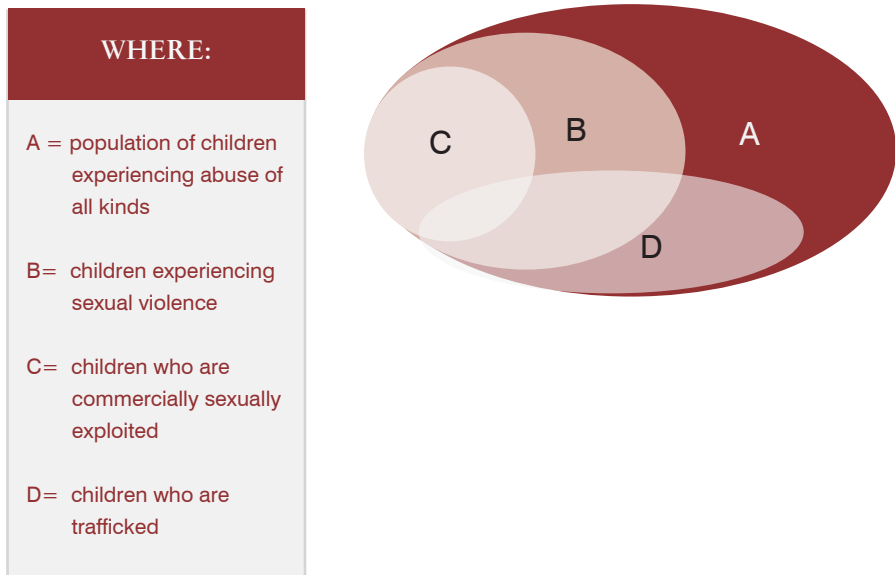 WHERE:
A = population of children
experiencing abuse of
all kinds
B= children experiencing
sexual violence
C= children who are
commercially sexually
exploited
D= children who are
trafficked
C
B
A
D